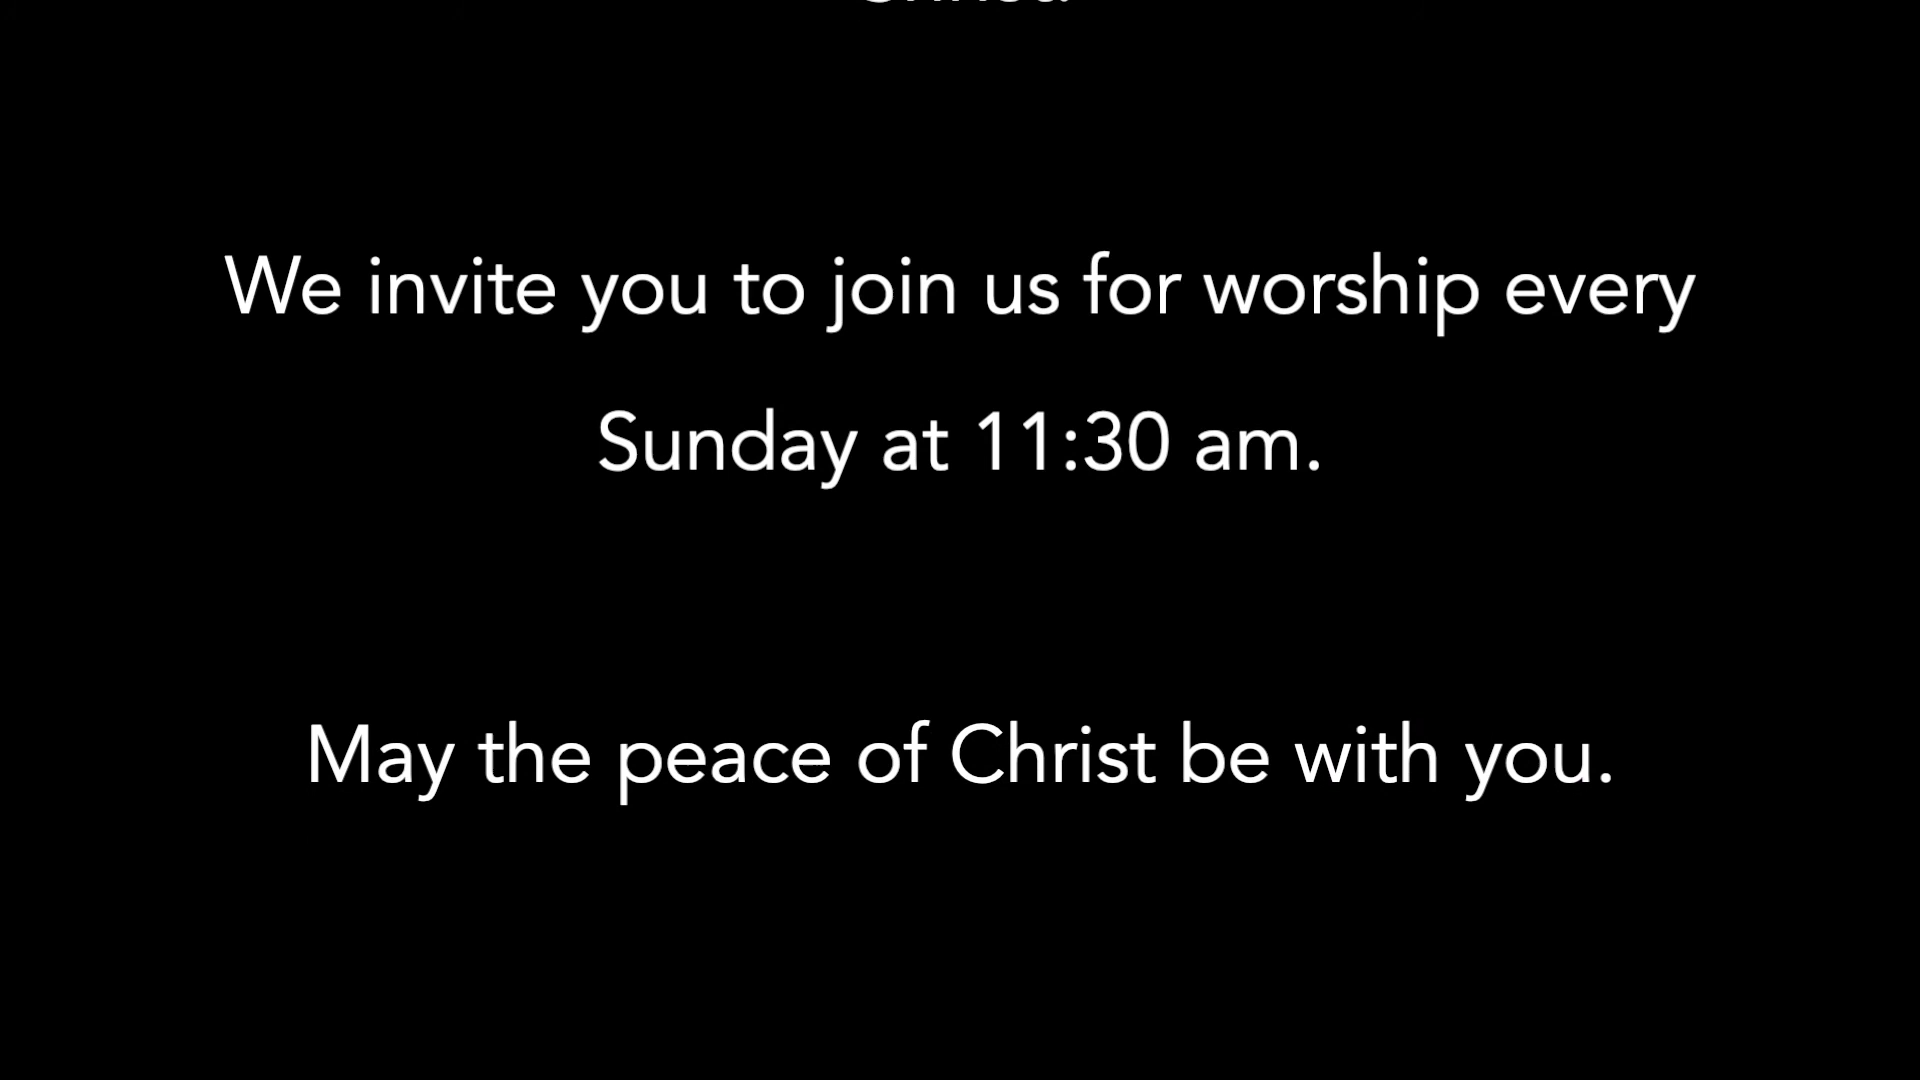 We invite you to join us for worship every
Sunday at 11:30 am.
May the peace of Christ be with you.